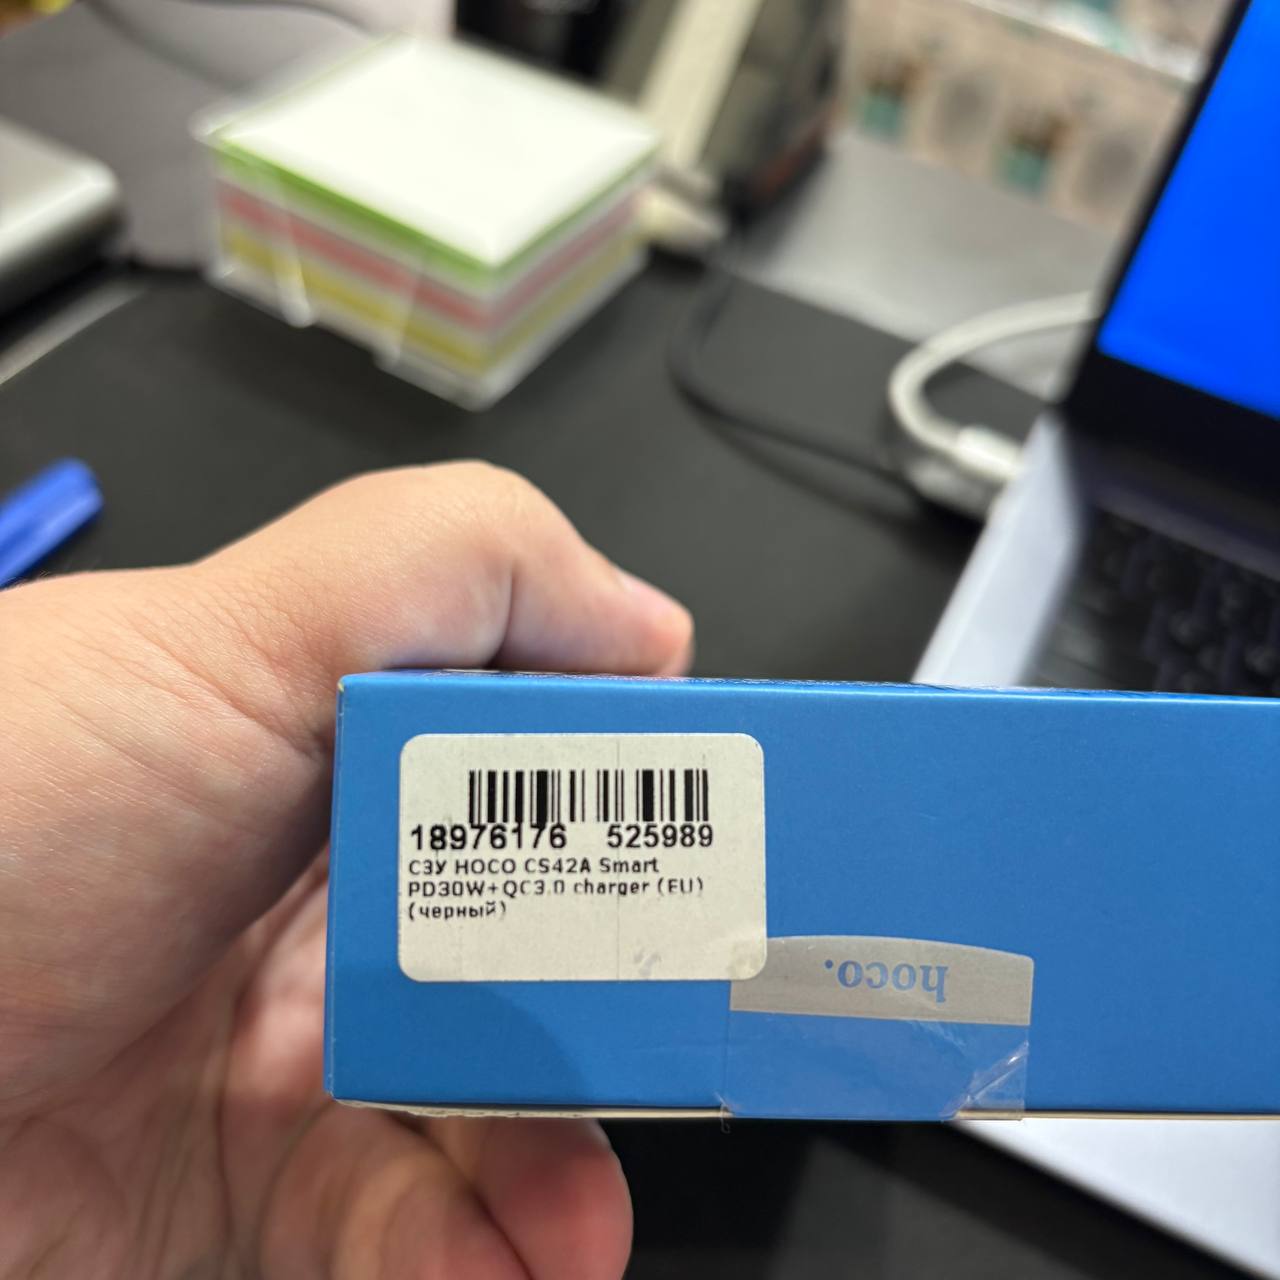 18976176 525989
СЗУ HOCO CS42A Smart
PD30W+QC3.0 charger (EU)
(черный)
hoco.